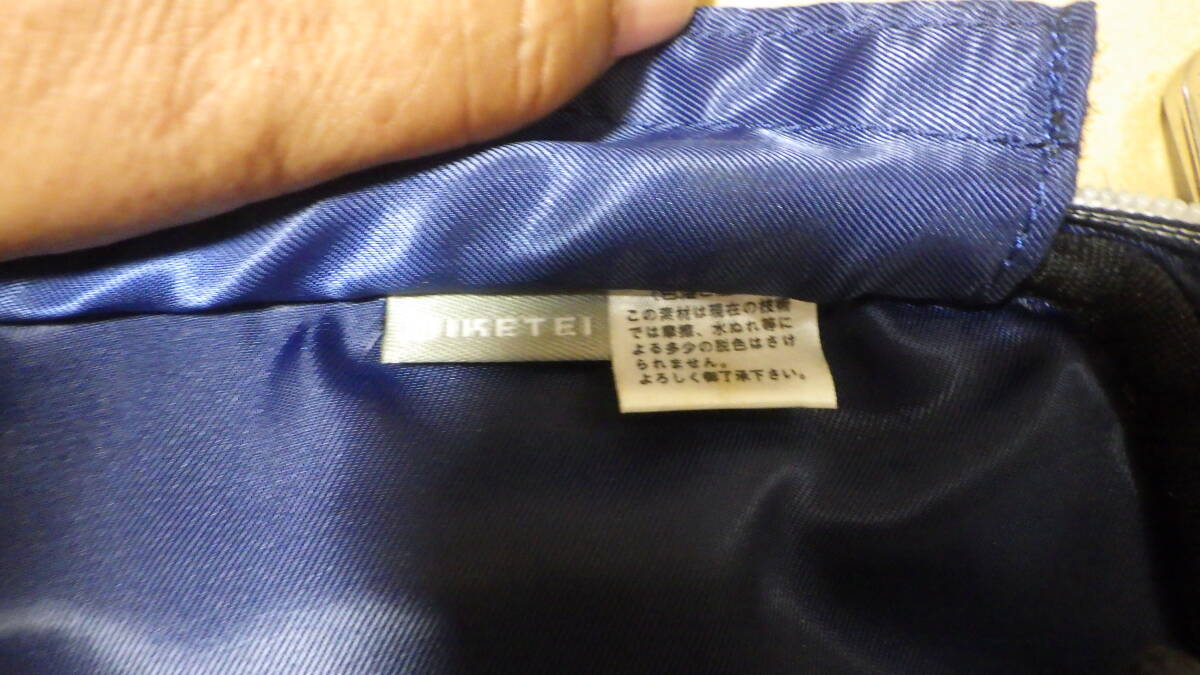 IKETEI
この素材は現在の技術
では摩擦、水ぬれ等に
よる多少の脱色はさけ
られません。
よろしく御了承下さい。